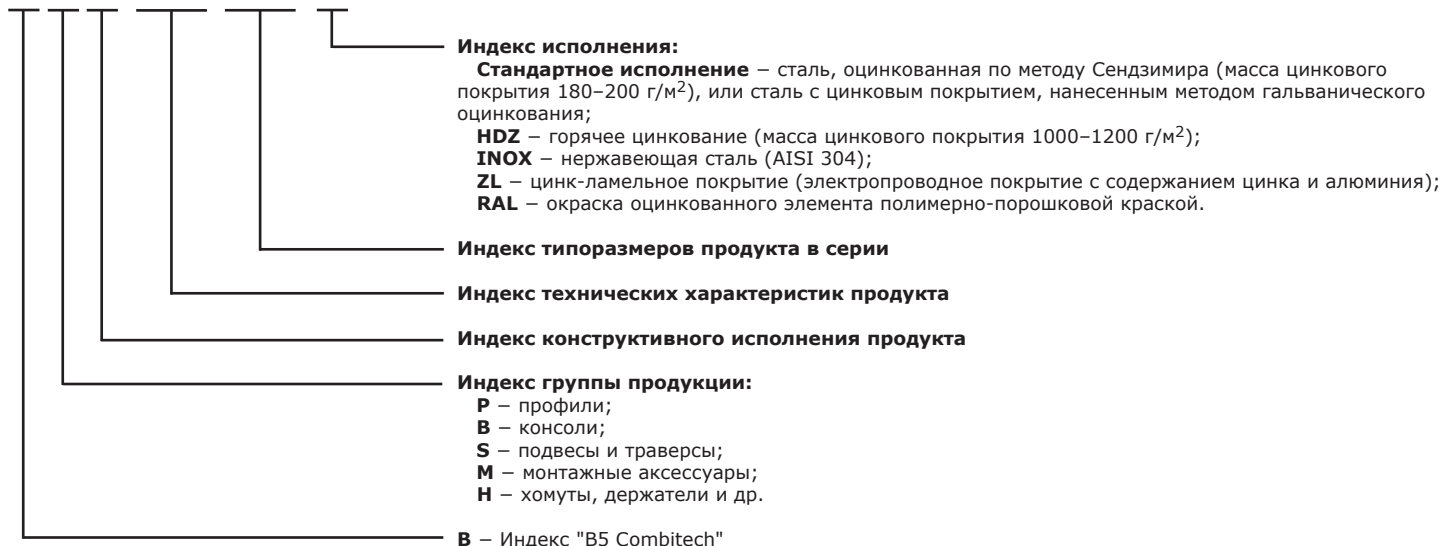 Индекс исполнения:
Стандартное исполнение − сталь, оцинкованная по методу Сендзимира (масса цинкового
покрытия 180–200 г/м²), или сталь с цинковым покрытием, нанесенным методом гальванического
оцинкования;
HDZ − горячее цинкование (масса цинкового покрытия 1000–1200 г/м²);
INOX − нержавеющая сталь (AISI 304);
ZL − цинк-ламельное покрытие (электропроводное покрытие с содержанием цинка и алюминия);
RAL − окраска оцинкованного элемента полимерно-порошковой краской.
Индекс типоразмеров продукта в серии
Индекс технических характеристик продукта
Индекс конструктивного исполнения продукта
Индекс группы продукции:
P − профили;
B − консоли;
S − подвесы и траверсы;
M − монтажные аксессуары;
H − хомуты, держатели и др.
B − Индекс "B5 Combitech"